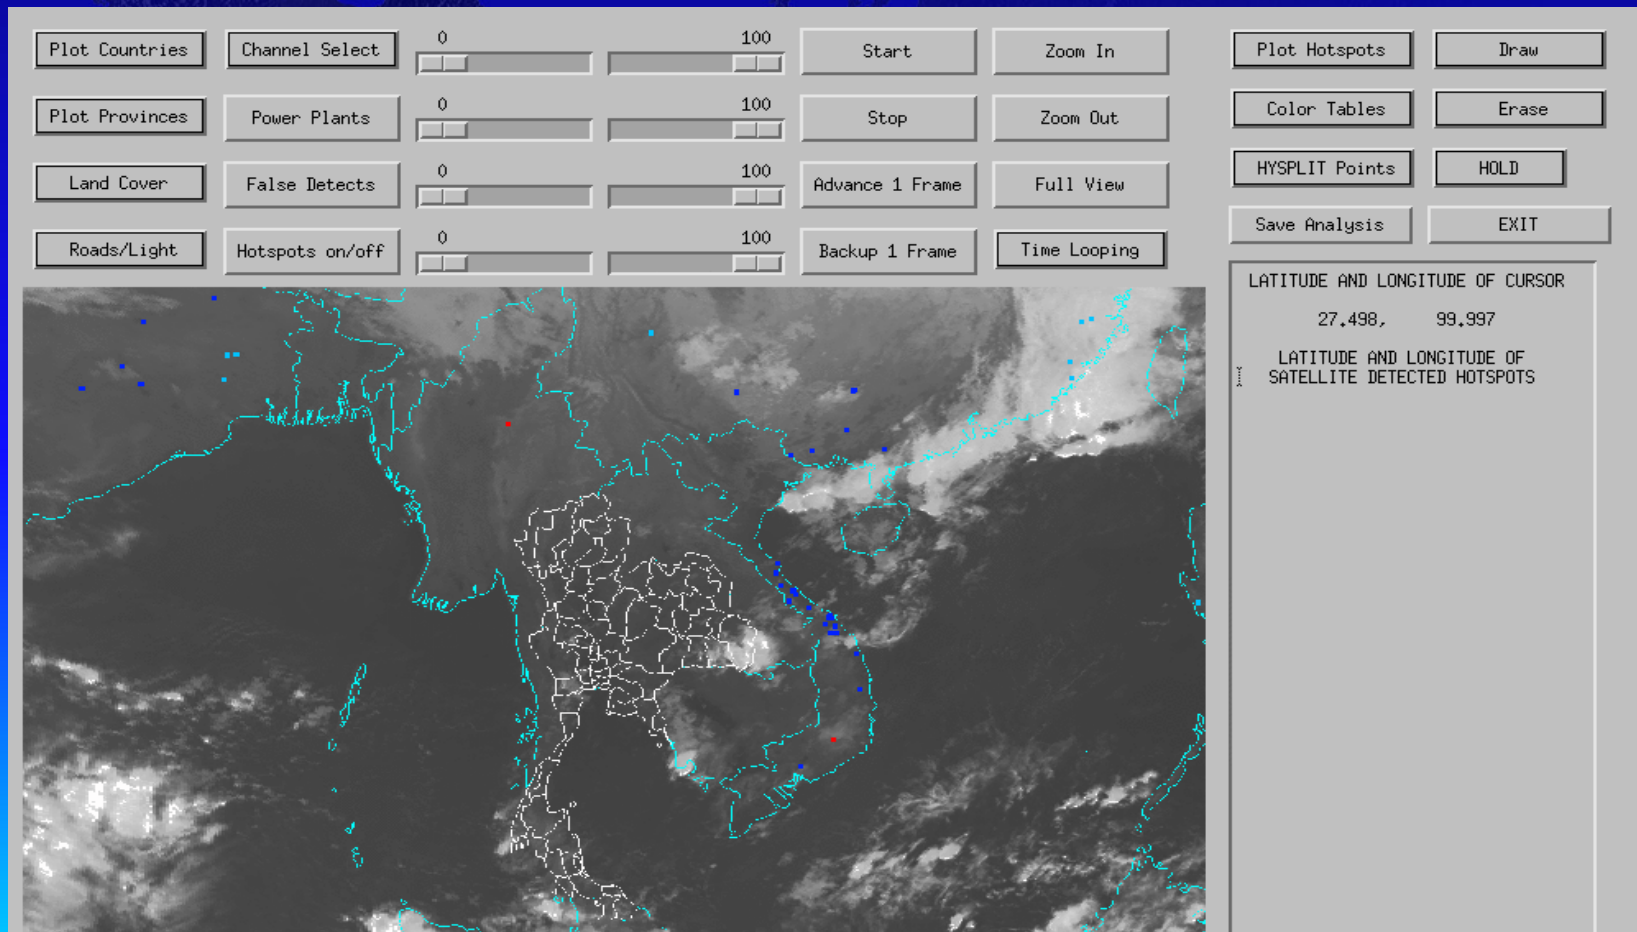 Plot Countries Channel Select 0 100 Start Zoom In Plot Hotspots Draw
Plot Provinces Power Plants 0 100 Stop Zoom Out Color Tables Erase
Land Cover False Detects 0 100 Advance 1 Frame Full View HYSPLIT Points HOLD
Roads/Light Hotspots on/off 0 100 Backup 1 Frame Time Looping Save Analysis EXIT
LATITUDE AND LONGITUDE OF CURSOR
27.498, 99.997
LATITUDE AND LONGITUDE OF
SATELLITE DETECTED HOTSPOTS